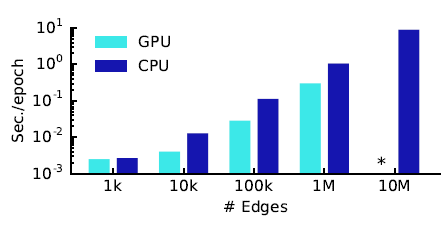 Sec./epoch
10¹
10⁰
10⁻¹
10⁻²
10⁻³
GPU
CPU
*
1k 10k 100k 1M 10M
# Edges